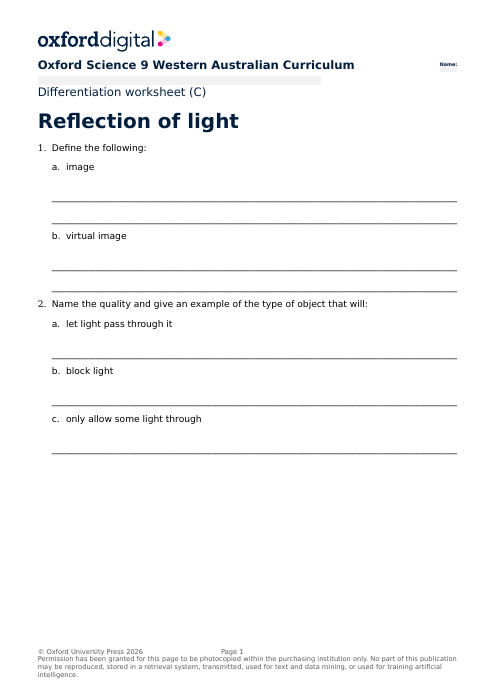 oxforddigital
Oxford Science 9 Western Australian Curriculum
Name:
Differentiation worksheet (C)
Reflection of light
1. Define the following:
a. image
b. virtual image
2. Name the quality and give an example of the type of object that will:
a. let light pass through it
b. block light
c. only allow some light through
© Oxford University Press 2026 Page 1
Permission has been granted for this page to be photocopied within the purchasing institution only. No part of this publication
may be reproduced, stored in a retrieval system, transmitted, used for text and data mining, or used for training artificial
intelligence.